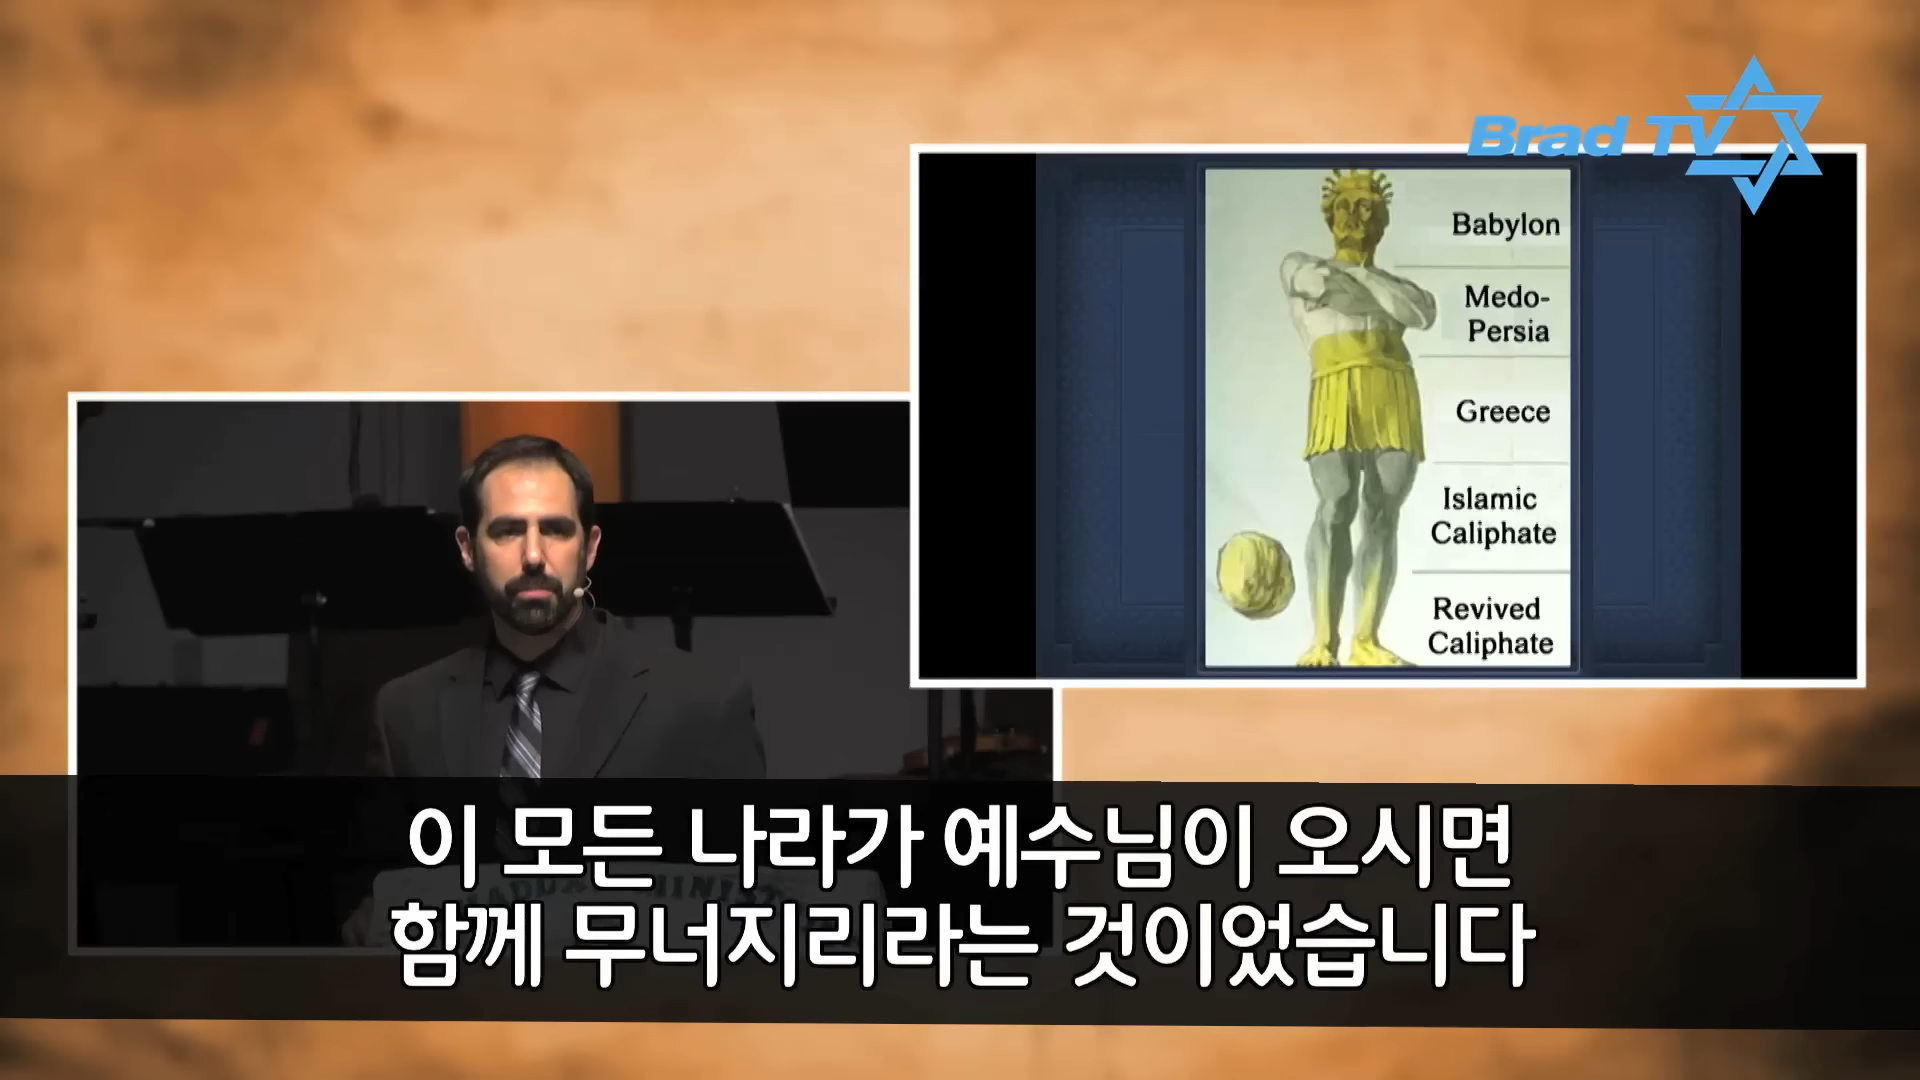 Brad TV
Babylon
Medo-
Persia
Greece
Islamic
Caliphate
Revived
Caliphate
이 모든 나라가 예수님이 오시면
함께 무너지리라는 것이었습니다